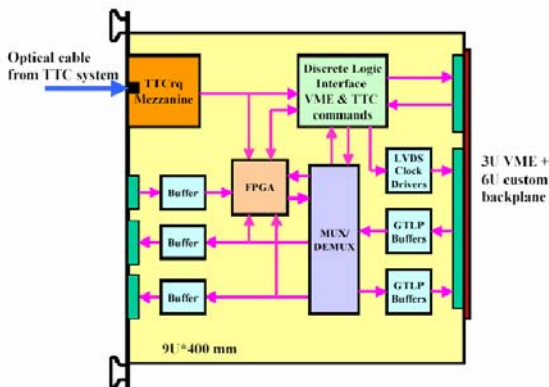 Optical cable
from TTC system
TTCrq
Mezzanine
Discrete Logic
Interface
VME & TTC
commands
LVDS
Clock
Drivers
3U VME +
6U custom
backplane
Buffer
FPGA
MUX/
DEMUX
GTLP
Buffers
Buffer
Buffer
GTLP
Buffers
9U*400 mm